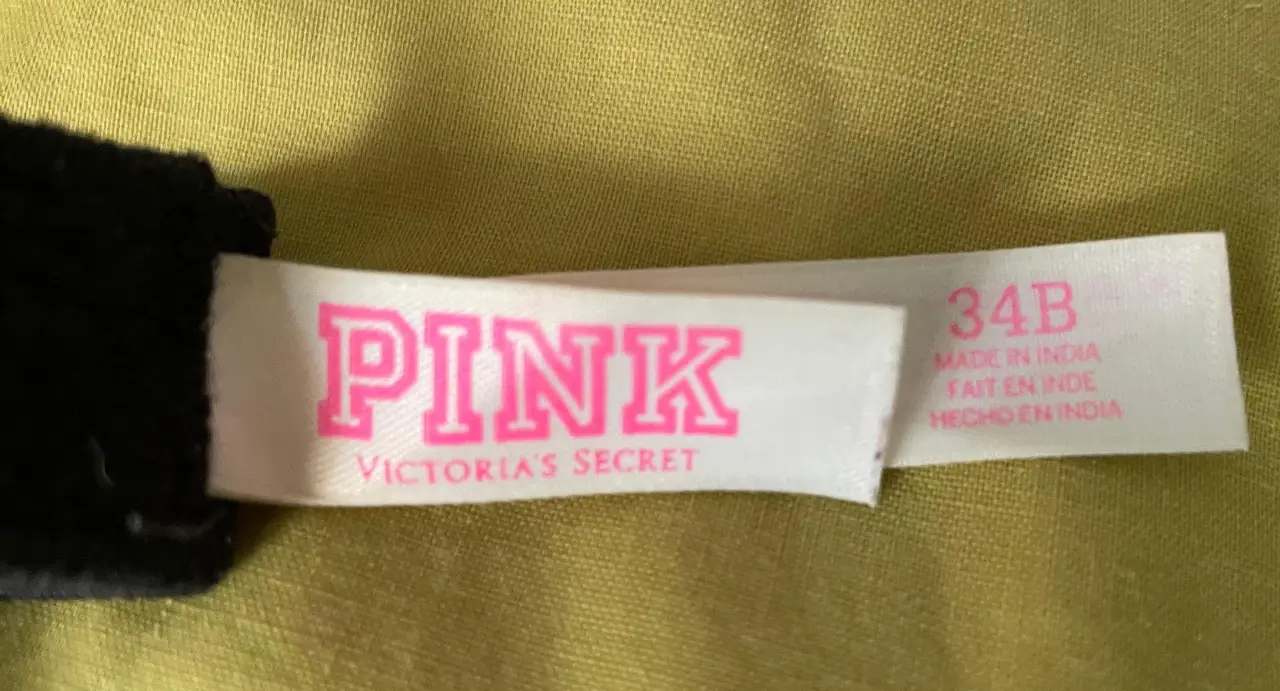 PINK
VICTORIA'S SECRET
34B
MADE IN INDIA
FAIT EN INDE
HECHO EN INDIA